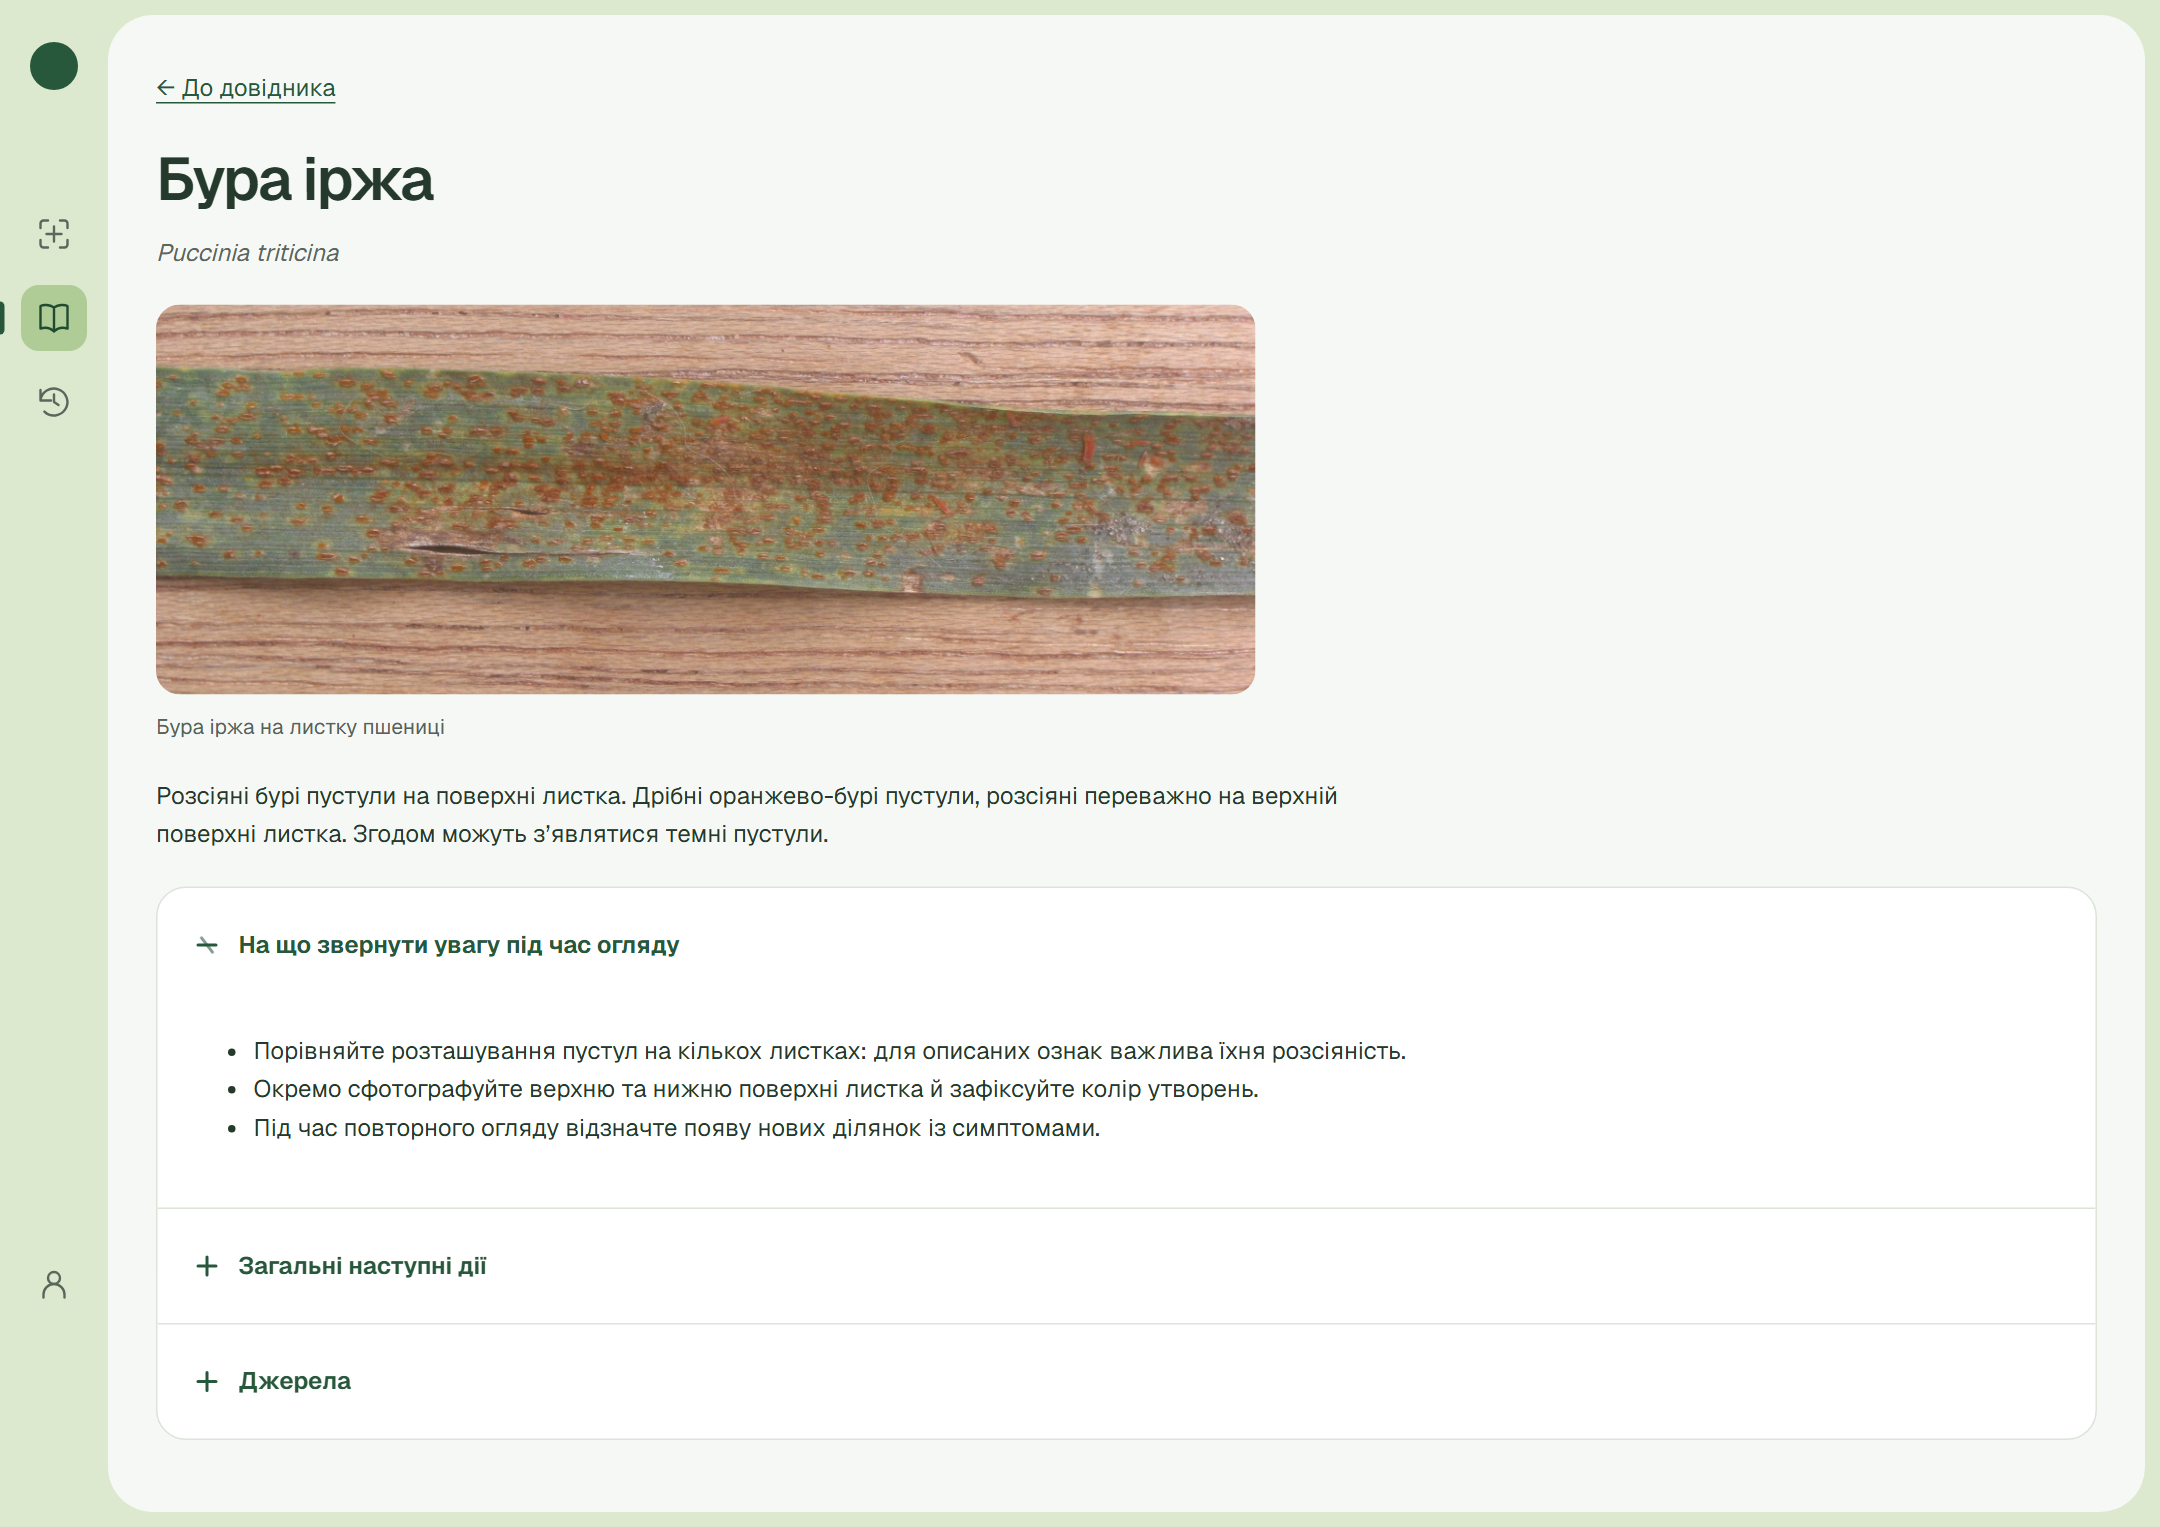 ← До довідника
Бура іржа
Puccinia triticina
Бура іржа на листку пшениці
Розсіяні бурі пустули на поверхні листка. Дрібні оранжево-бурі пустули, розсіяні переважно на верхній
поверхні листка. Згодом можуть з’являтися темні пустули.
На що звернути увагу під час огляду
• Порівняйте розташування пустул на кількох листках: для описаних ознак важлива їхня розсіяність.
• Окремо сфотографуйте верхню та нижню поверхні листка й зафіксуйте колір утворень.
• Під час повторного огляду відзначте появу нових ділянок із симптомами.
Загальні наступні дії
Джерела